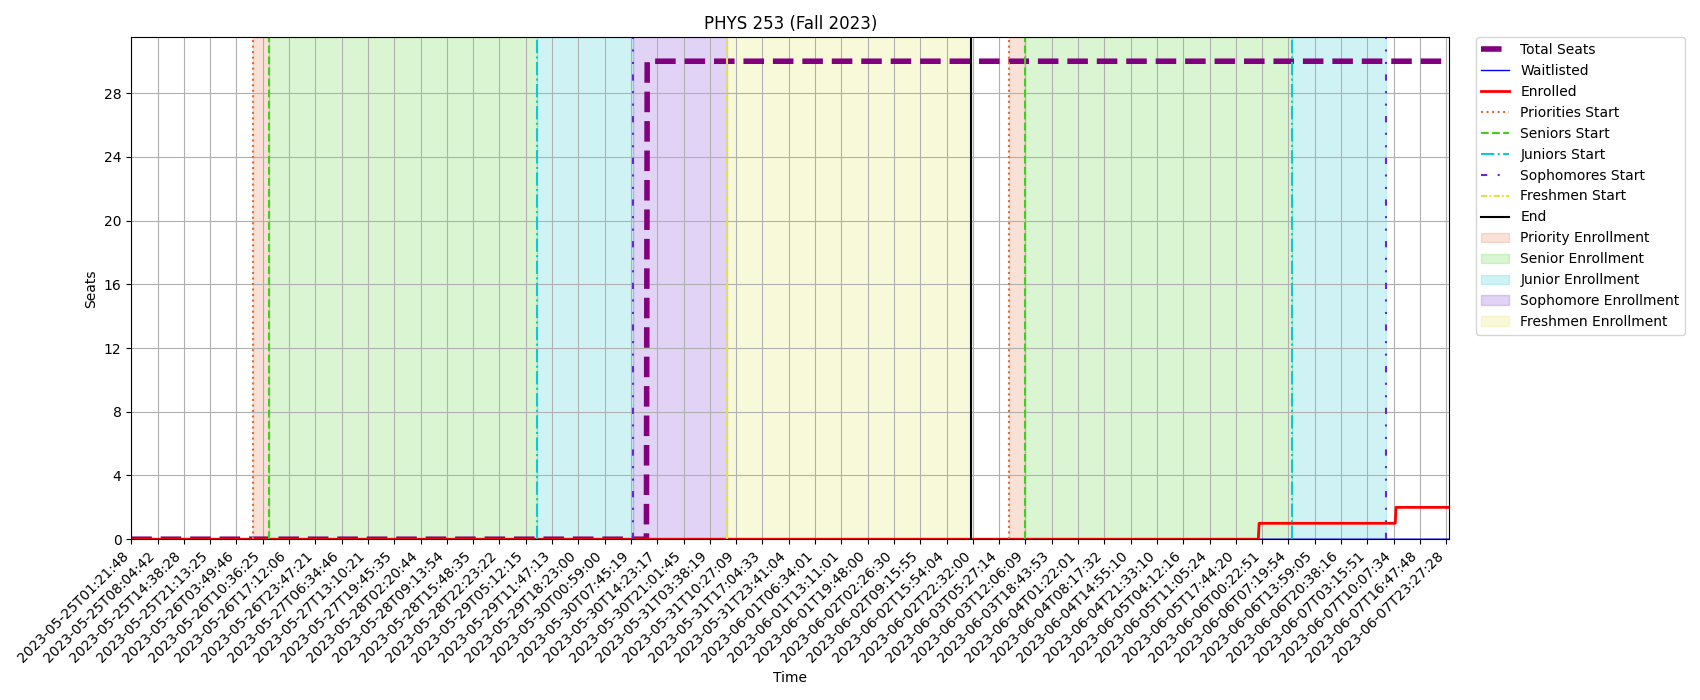 PHYS 253 (Fall 2023)
Total Seats
Waitlisted
Enrolled
Priorities Start
Seniors Start
Juniors Start
Sophomores Start
Freshmen Start
End
Priority Enrollment
Senior Enrollment
Junior Enrollment
Sophomore Enrollment
Freshmen Enrollment
Seats
28
24
20
16
12
8
4
0
2023-05-25T01:21:48
2023-05-25T08:04:42
2023-05-25T14:38:28
2023-05-25T21:13:25
2023-05-26T03:49:46
2023-05-26T10:36:25
2023-05-26T17:12:06
2023-05-26T23:47:21
2023-05-27T06:34:46
2023-05-27T13:10:21
2023-05-27T19:45:35
2023-05-28T02:20:44
2023-05-28T09:13:54
2023-05-28T15:48:35
2023-05-28T22:23:22
2023-05-29T05:12:15
2023-05-29T11:47:13
2023-05-29T18:23:00
2023-05-30T00:59:00
2023-05-30T07:45:19
2023-05-30T14:23:17
2023-05-30T21:01:45
2023-05-31T03:38:19
2023-05-31T10:27:09
2023-05-31T17:04:33
2023-05-31T23:41:04
2023-06-01T06:34:01
2023-06-01T13:11:01
2023-06-01T19:48:00
2023-06-02T02:26:30
2023-06-02T09:15:55
2023-06-02T15:54:04
2023-06-02T22:32:00
2023-06-03T05:27:14
2023-06-03T12:06:09
2023-06-03T18:43:53
2023-06-04T01:22:01
2023-06-04T08:17:32
2023-06-04T14:55:10
2023-06-04T21:33:10
2023-06-05T04:12:16
2023-06-05T11:05:24
2023-06-05T17:44:20
2023-06-06T00:22:51
2023-06-06T07:19:54
2023-06-06T13:59:05
2023-06-06T20:38:16
2023-06-07T03:15:51
2023-06-07T10:07:34
2023-06-07T16:47:48
2023-06-07T23:27:28
Time